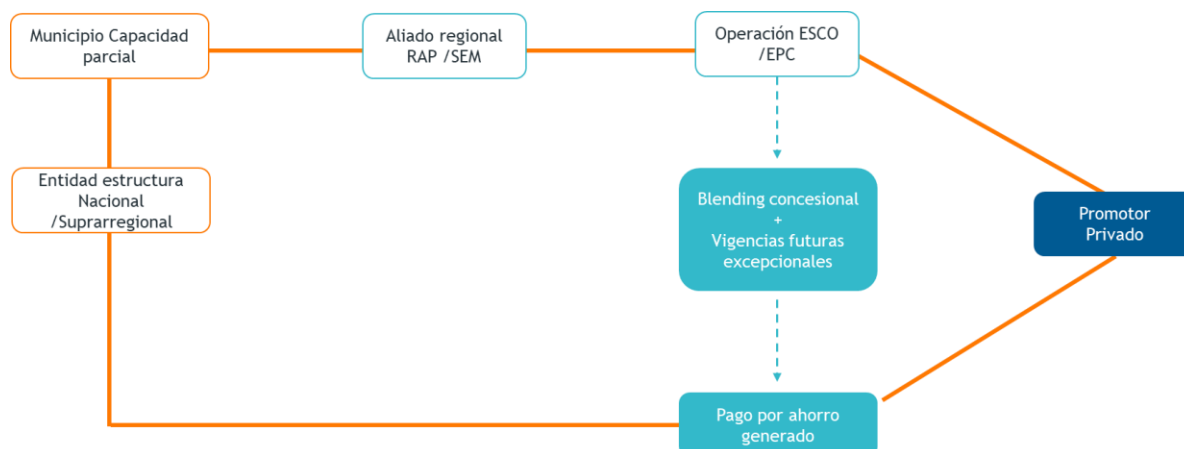 Municipio Capacidad
parcial
Aliado regional
RAP /SEM
Operación ESCO
/EPC
Entidad estructura
Nacional
/Suprarregional
Blending concesional
+
Vigencias futuras
excepcionales
Promotor
Privado
Pago por ahorro
generado